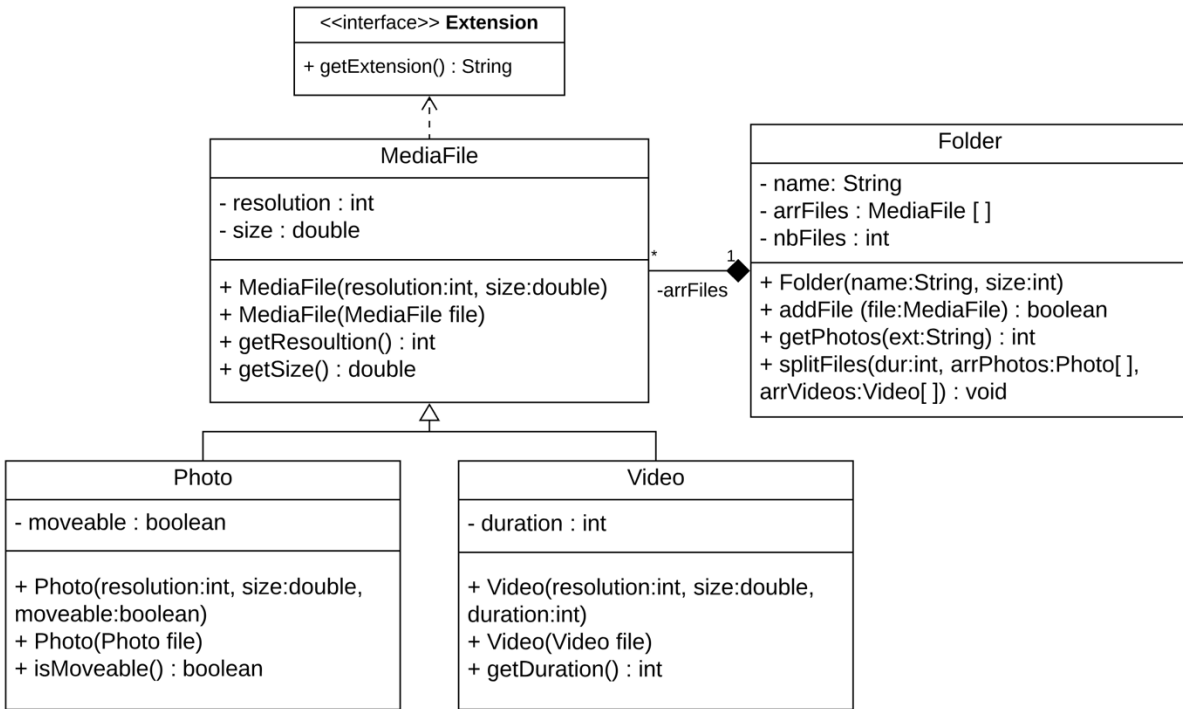 <<interface>> Extension
+ getExtension() : String
MediaFile
- resolution : int
- size : double
+ MediaFile(resolution:int, size:double)
+ MediaFile(MediaFile file)
+ getResoultion() : int
+ getSize() : double
*
1
-arrFiles
Folder
- name: String
- arrFiles : MediaFile [ ]
- nbFiles : int
+ Folder(name:String, size:int)
+ addFile (file:MediaFile) : boolean
+ getPhotos(ext:String) : int
+ splitFiles(dur:int, arrPhotos:Photo[ ],
arrVideos:Video[ ]) : void
Photo
- moveable : boolean
+ Photo(resolution:int, size:double,
moveable:boolean)
+ Photo(Photo file)
+ isMoveable() : boolean
Video
- duration : int
+ Video(resolution:int, size:double,
duration:int)
+ Video(Video file)
+ getDuration() : int